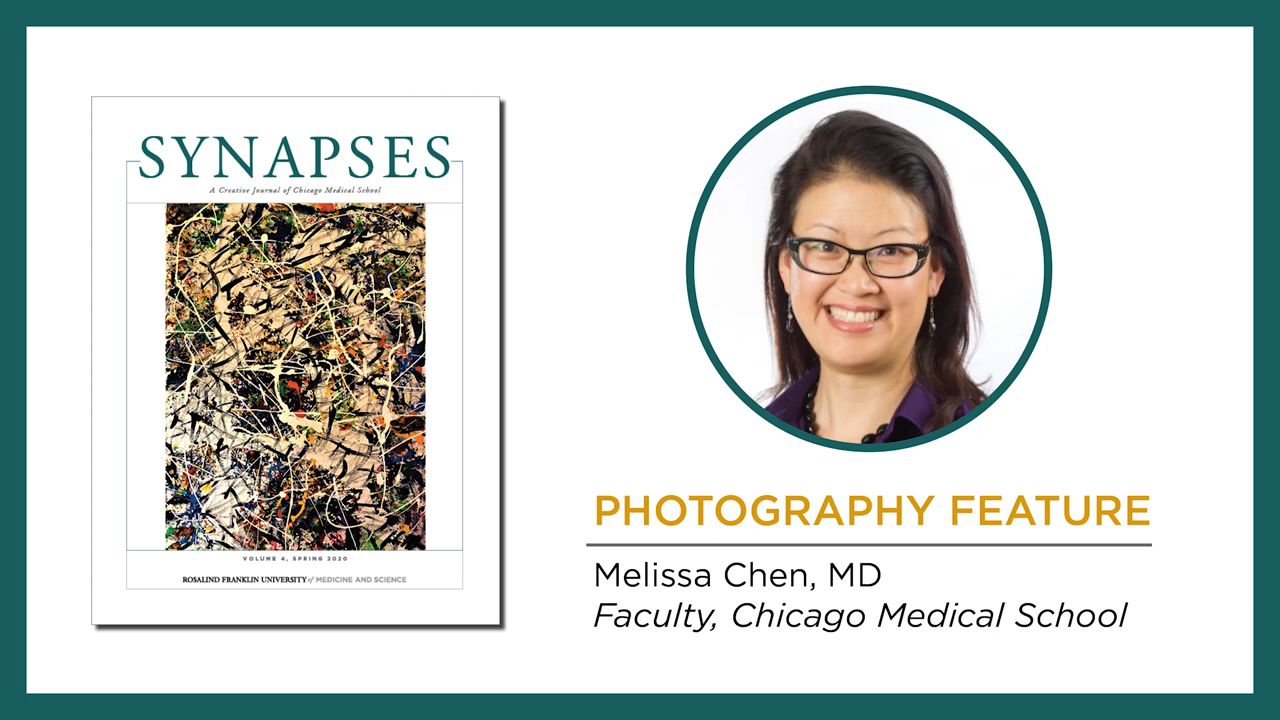 SYNAPSES
A Creative Journal of Chicago Medical School
VOLUME 4, SPRING 2020
ROSALIND FRANKLIN UNIVERSITY of MEDICINE AND SCIENCE
PHOTOGRAPHY FEATURE
Melissa Chen, MD
Faculty, Chicago Medical School